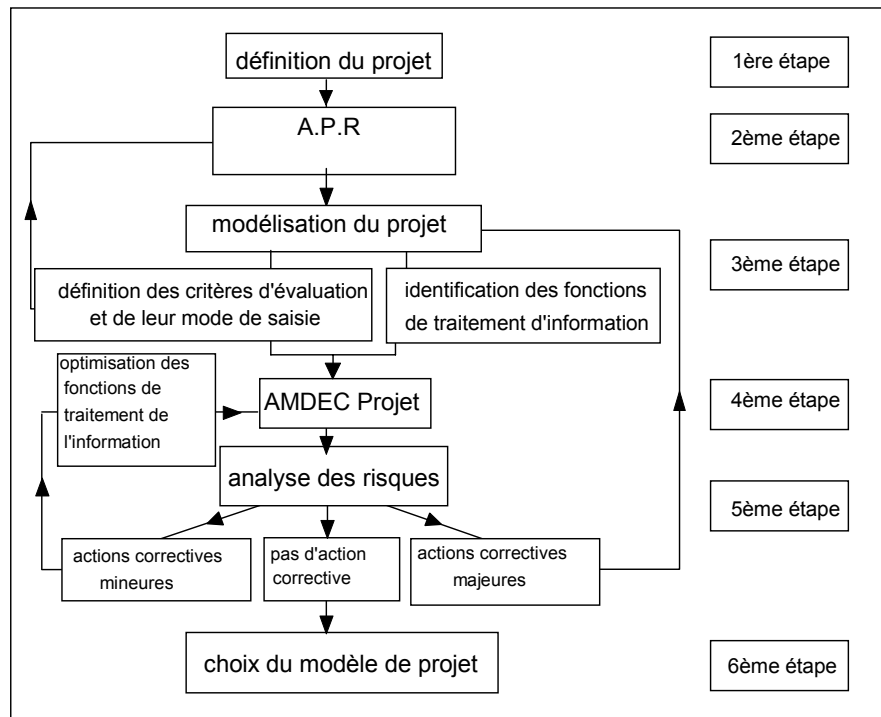 définition du projet
1ère étape
A.P.R
2ème étape
modélisation du projet
3ème étape
définition des critères d'évaluation
et de leur mode de saisie
identification des fonctions
de traitement d'information
optimisation des
fonctions de
traitement de
l'information
AMDEC Projet
4ème étape
analyse des risques
5ème étape
actions correctives
mineures
pas d'action
corrective
actions correctives
majeures
choix du modèle de projet
6ème étape